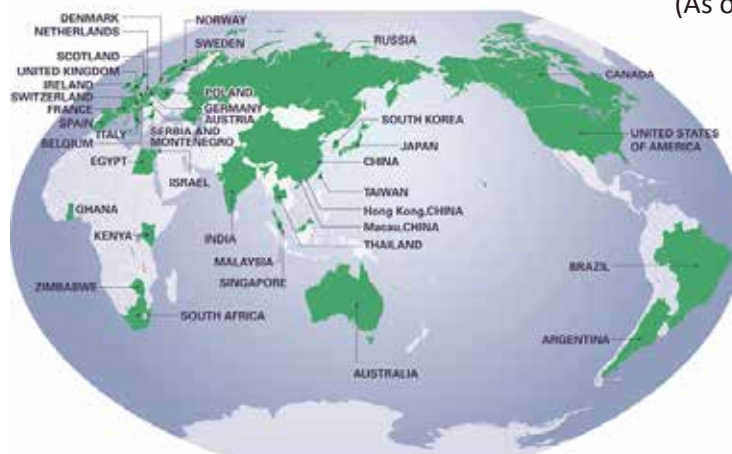 (As o
DENMARK
NORWAY
NETHERLANDS
SWEDEN
RUSSIA
SCOTLAND
UNITED KINGDOM
IRELAND
SWITZERLAND
FRANCE
SPAIN
POLAND
GERMANY
AUSTRIA
ITALY
SERBIA AND
MONTENEGRO
BELGIUM
EGYPT
ISRAEL
CANADA
UNITED STATES
OF AMERICA
SOUTH KOREA
JAPAN
CHINA
TAIWAN
Hong Kong,CHINA
Macau,CHINA
THAILAND
GHANA
KENYA
INDIA
MALAYSIA
SINGAPORE
ZIMBABWE
SOUTH AFRICA
BRAZIL
ARGENTINA
AUSTRALIA